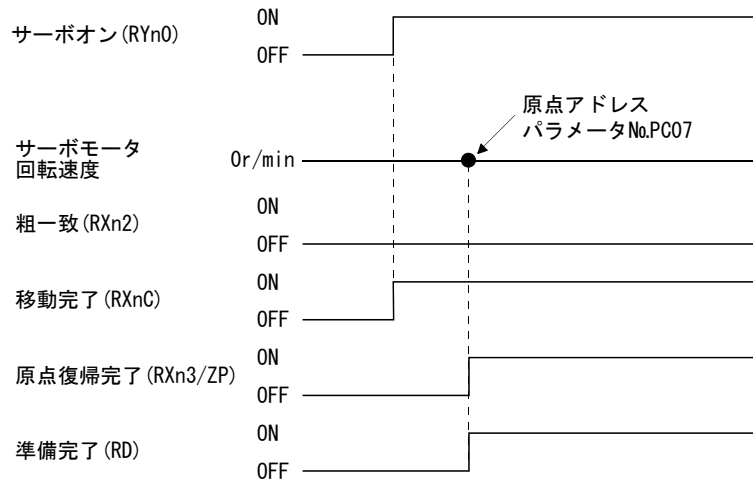 ON
サーボオン(RYn0)
OFF
原点アドレス
パラメータNo.PC07
サーボモータ
回転速度
0r/min
ON
粗一致(RXn2)
OFF
ON
移動完了(RXnC)
OFF
ON
原点復帰完了(RXn3/ZP)
OFF
ON
準備完了(RD)
OFF